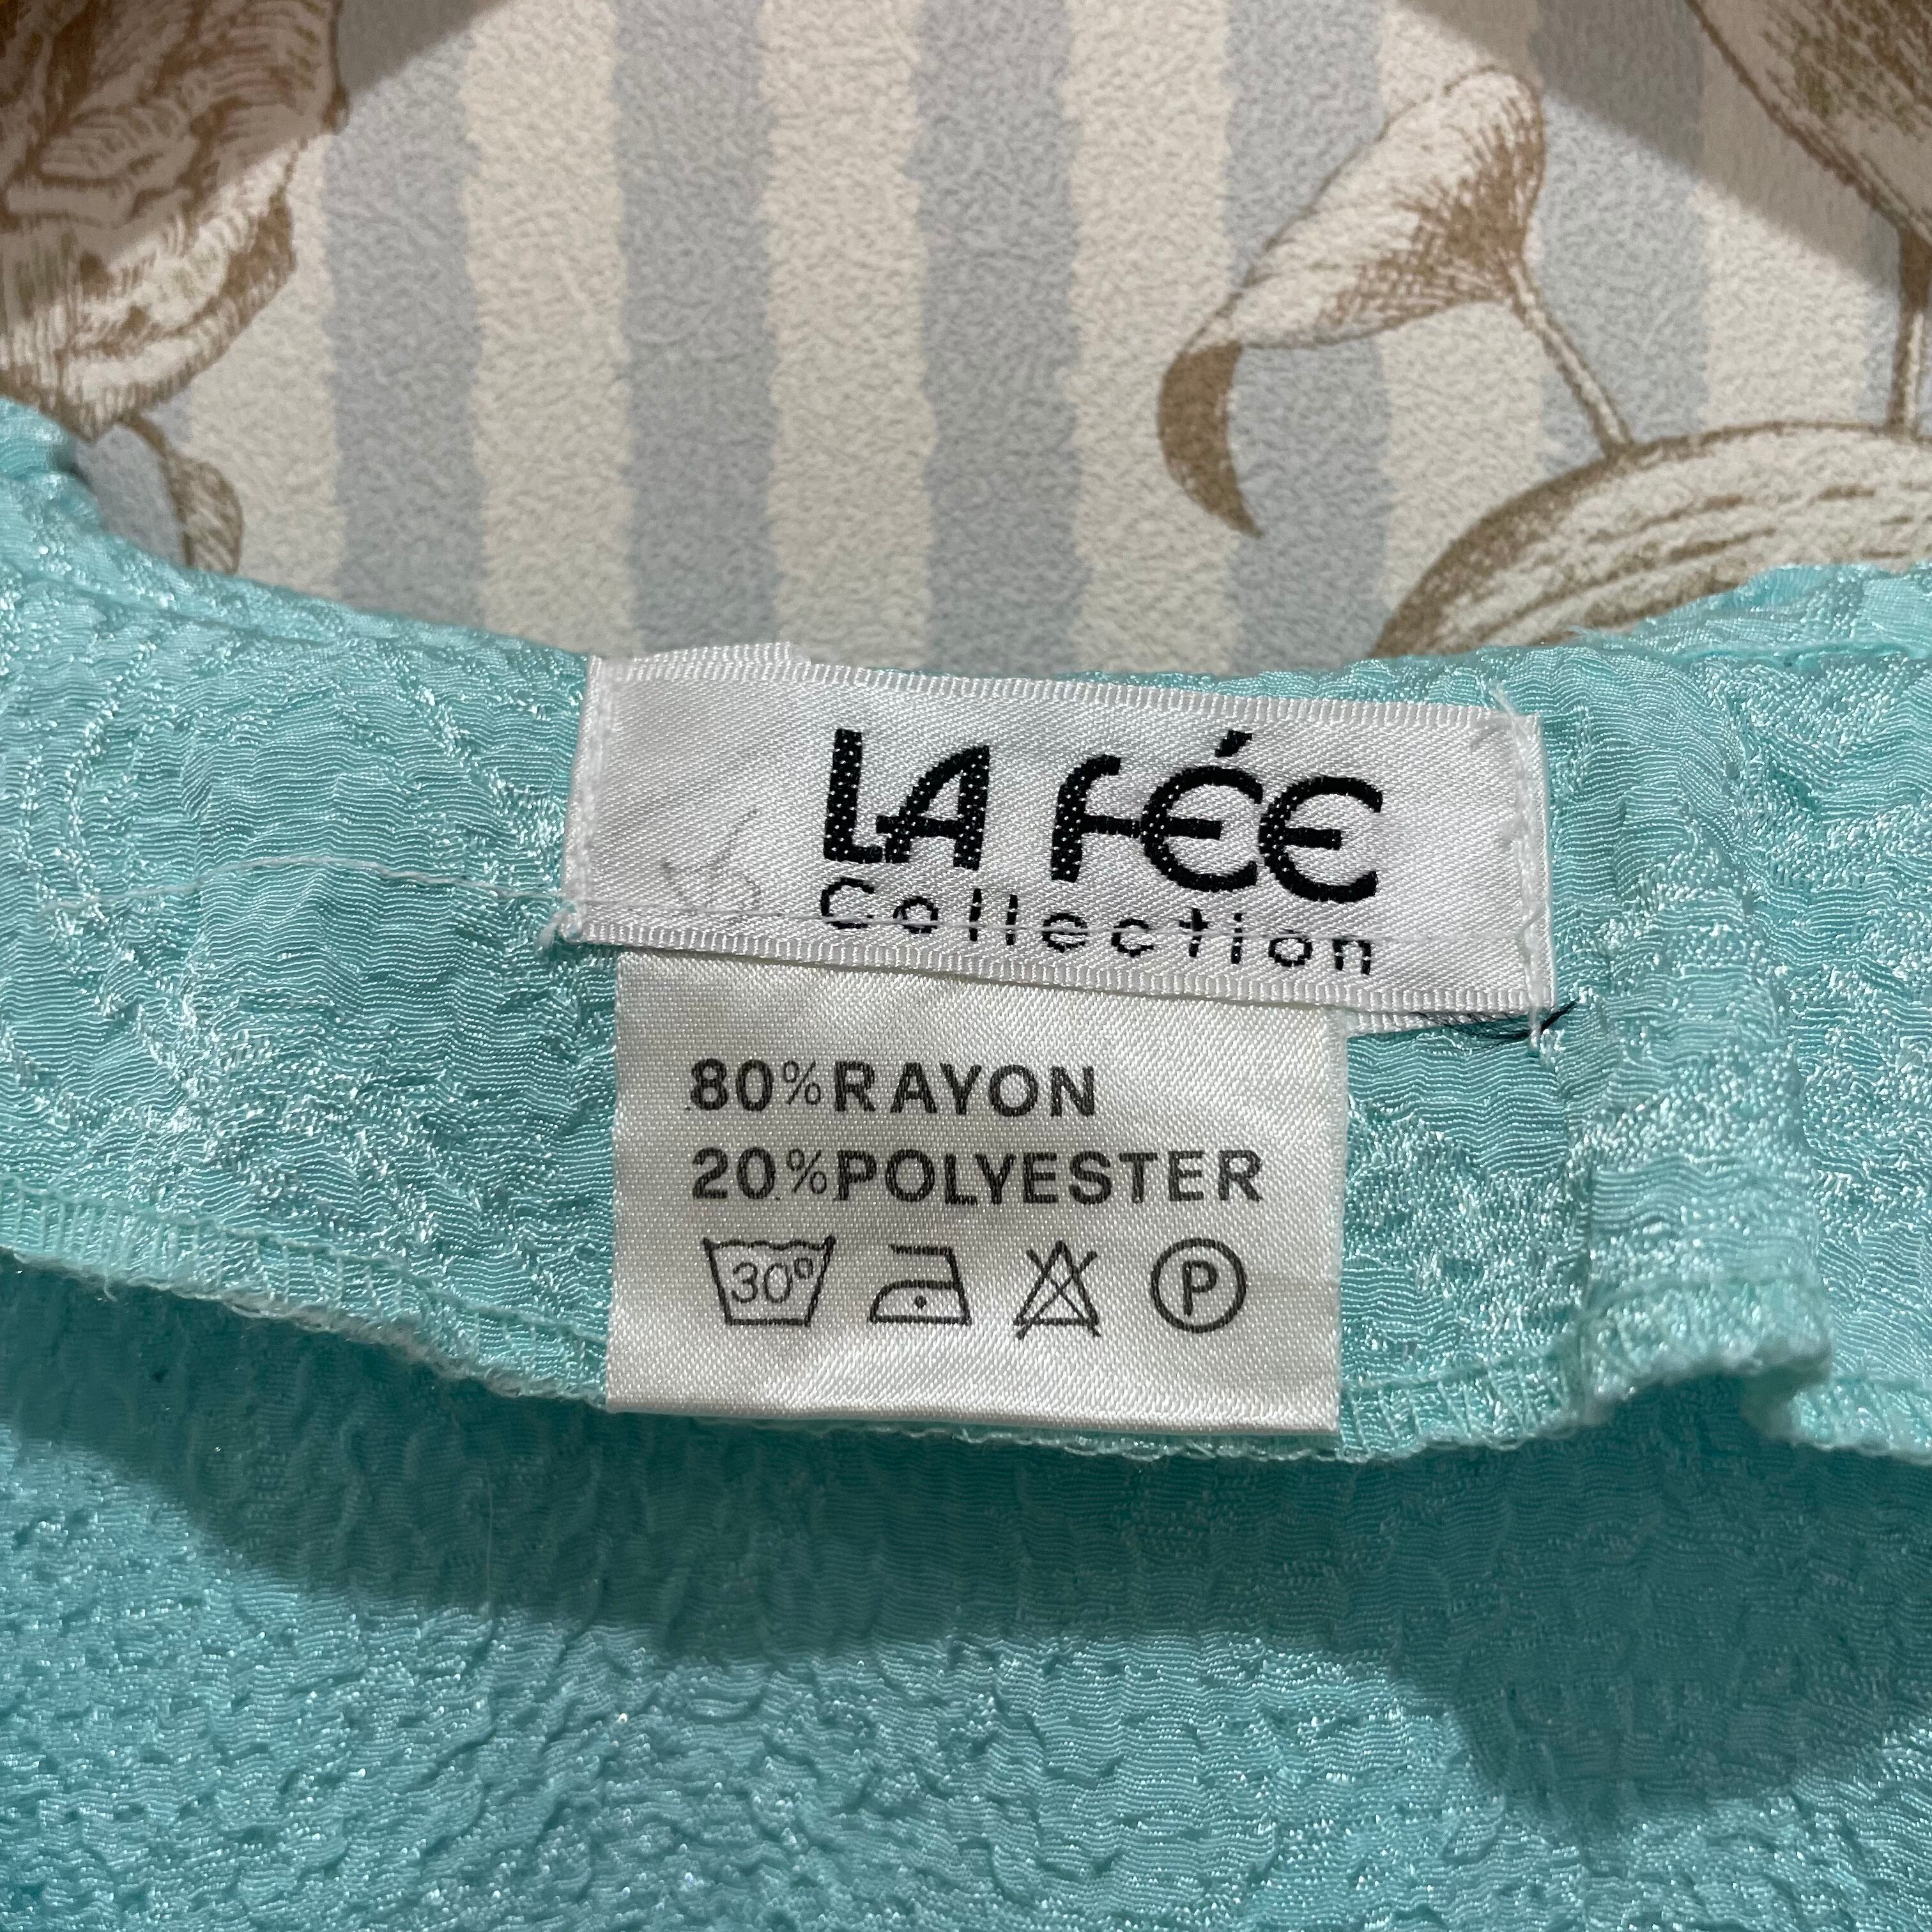 LA FÉE
Collection
80%RAYON
20%POLYESTER
30°
P